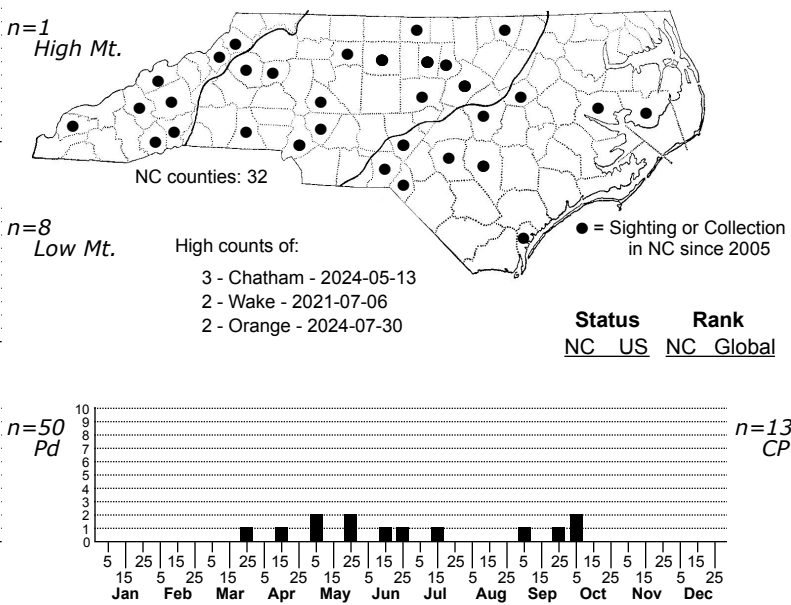 n=1
High Mt.
NC counties: 32
n=8
Low Mt.
High counts of:
3 - Chatham - 2024-05-13
2 - Wake - 2021-07-06
2 - Orange - 2024-07-30
● = Sighting or Collection
in NC since 2005
Status Rank
NC US NC Global
n=50
Pd
n=13
CP
10
9
8
7
6
5
4
3
2
1
0
5 25 15 5 25 15 5 25 15 5 25 15 5 25 15 5 25 15
15 5 25 15 5 25 15 5 25 15 5 25 15 5 25 15 5 25
Jan Feb Mar Apr May Jun Jul Aug Sep Oct Nov Dec